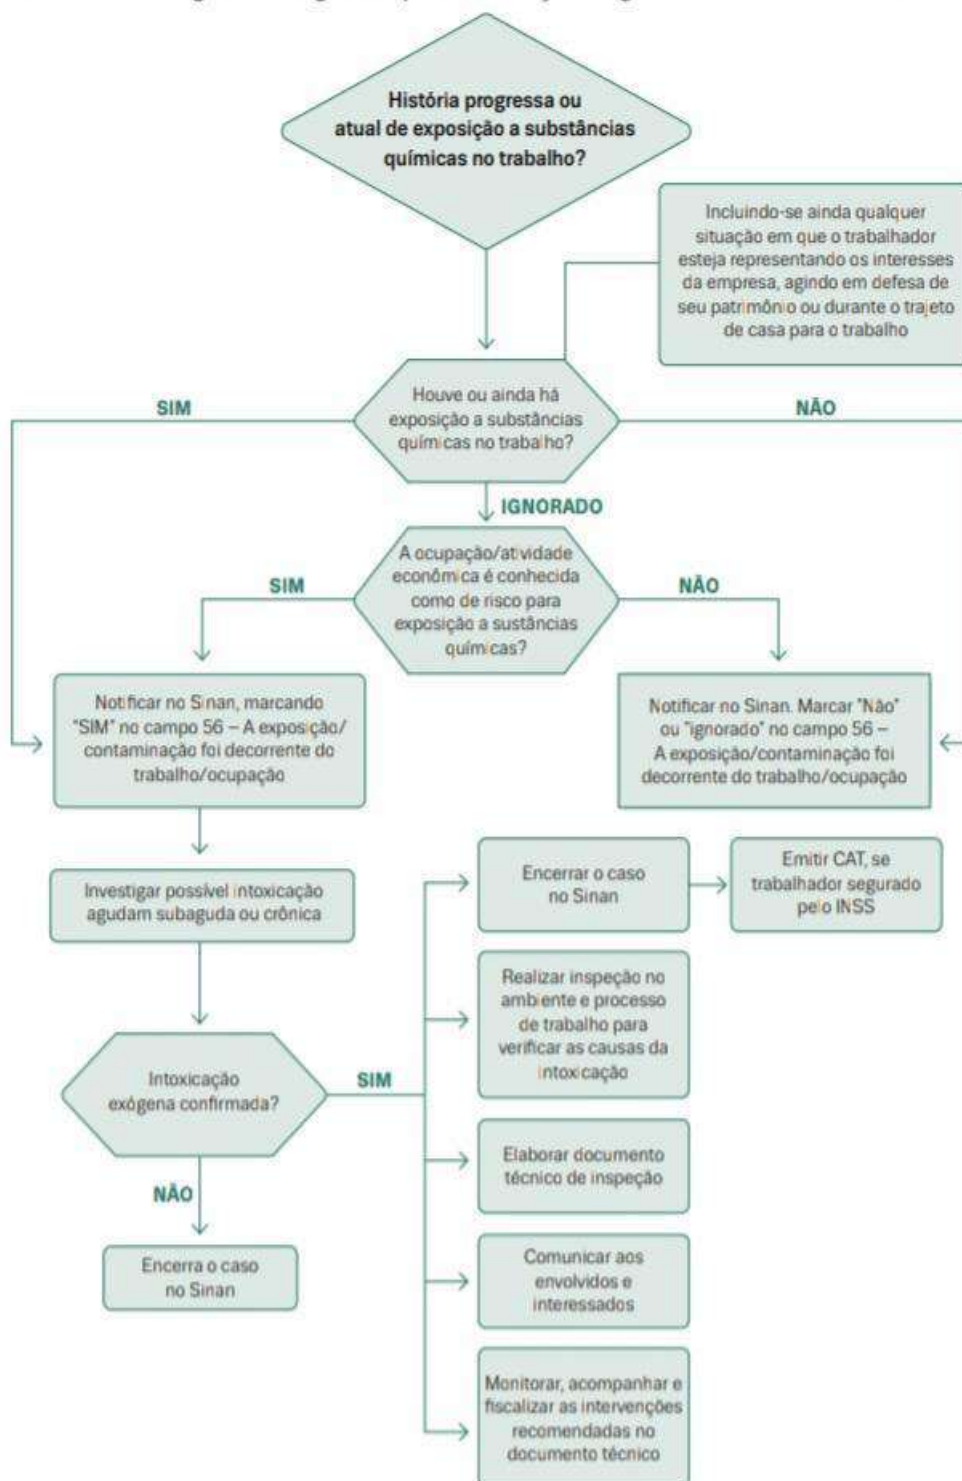 História progressa ou
atual de exposição a substâncias
químicas no trabalho?
Incluindo-se ainda qualquer
situação em que o trabalhador
esteja representando os interesses
da empresa, agindo em defesa de
seu patrimônio ou durante o trajeto
de casa para o trabalho
Houve ou ainda há
exposição a substâncias
químicas no trabalho?
SIM
NÃO
IGNORADO
A ocupação/atividade
econômica é conhecida
como de risco para
exposição a sustâncias
químicas?
SIM
NÃO
Notificar no Sinan, marcando
"SIM" no campo 56 – A exposição/
contaminação foi decorrente do
trabalho/ocupação
Notificar no Sinan. Marcar "Não"
ou "ignorado" no campo 56 –
A exposição/contaminação foi
decorrente do trabalho/ocupação
Investigar possível intoxicação
agudam subaguda ou crônica
Intoxicação
exógena confirmada?
SIM
NÃO
Encerra o caso
no Sinan
Encerrar o caso
no Sinan
Emitir CAT, se
trabalhador segurado
pelo INSS
Realizar inspeção no
ambiente e processo
de trabalho para
verificar as causas da
intoxicação
Elaborar documento
técnico de inspeção
Comunicar aos
envolvidos e
interessados
Monitorar, acompanhar e
fiscalizar as intervenções
recomendadas no
documento técnico